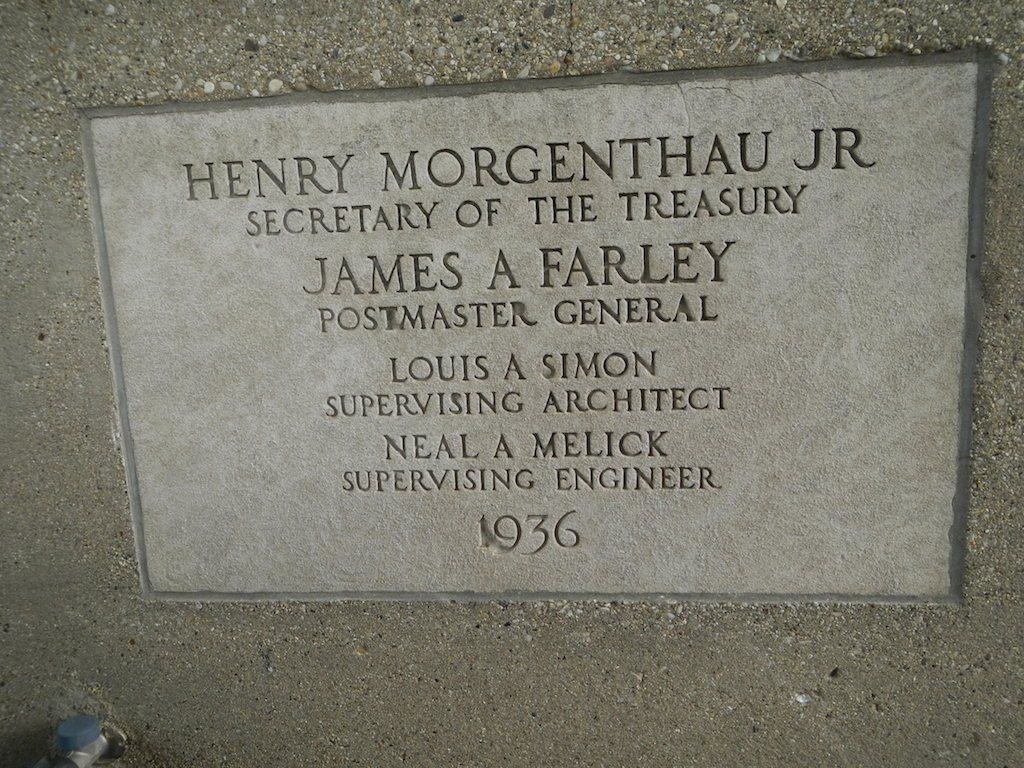 HENRY MORGENTHAU JR
SECRETARY OF THE TREASURY
JAMES A FARLEY
POSTMASTER GENERAL
LOUIS A SIMON
SUPERVISING ARCHITECT
NEAL A MELICK
SUPERVISING ENGINEER
1936